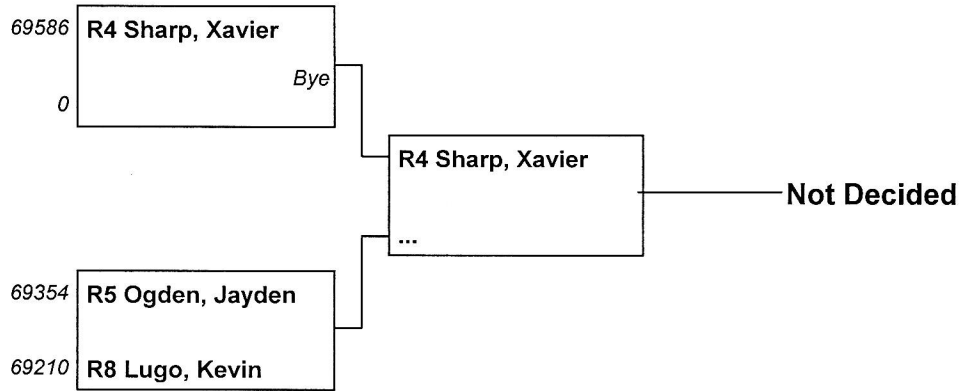 69586 R4 Sharp, Xavier
Bye
0
R4 Sharp, Xavier
Not Decided
...
69354 R5 Ogden, Jayden
69210 R8 Lugo, Kevin